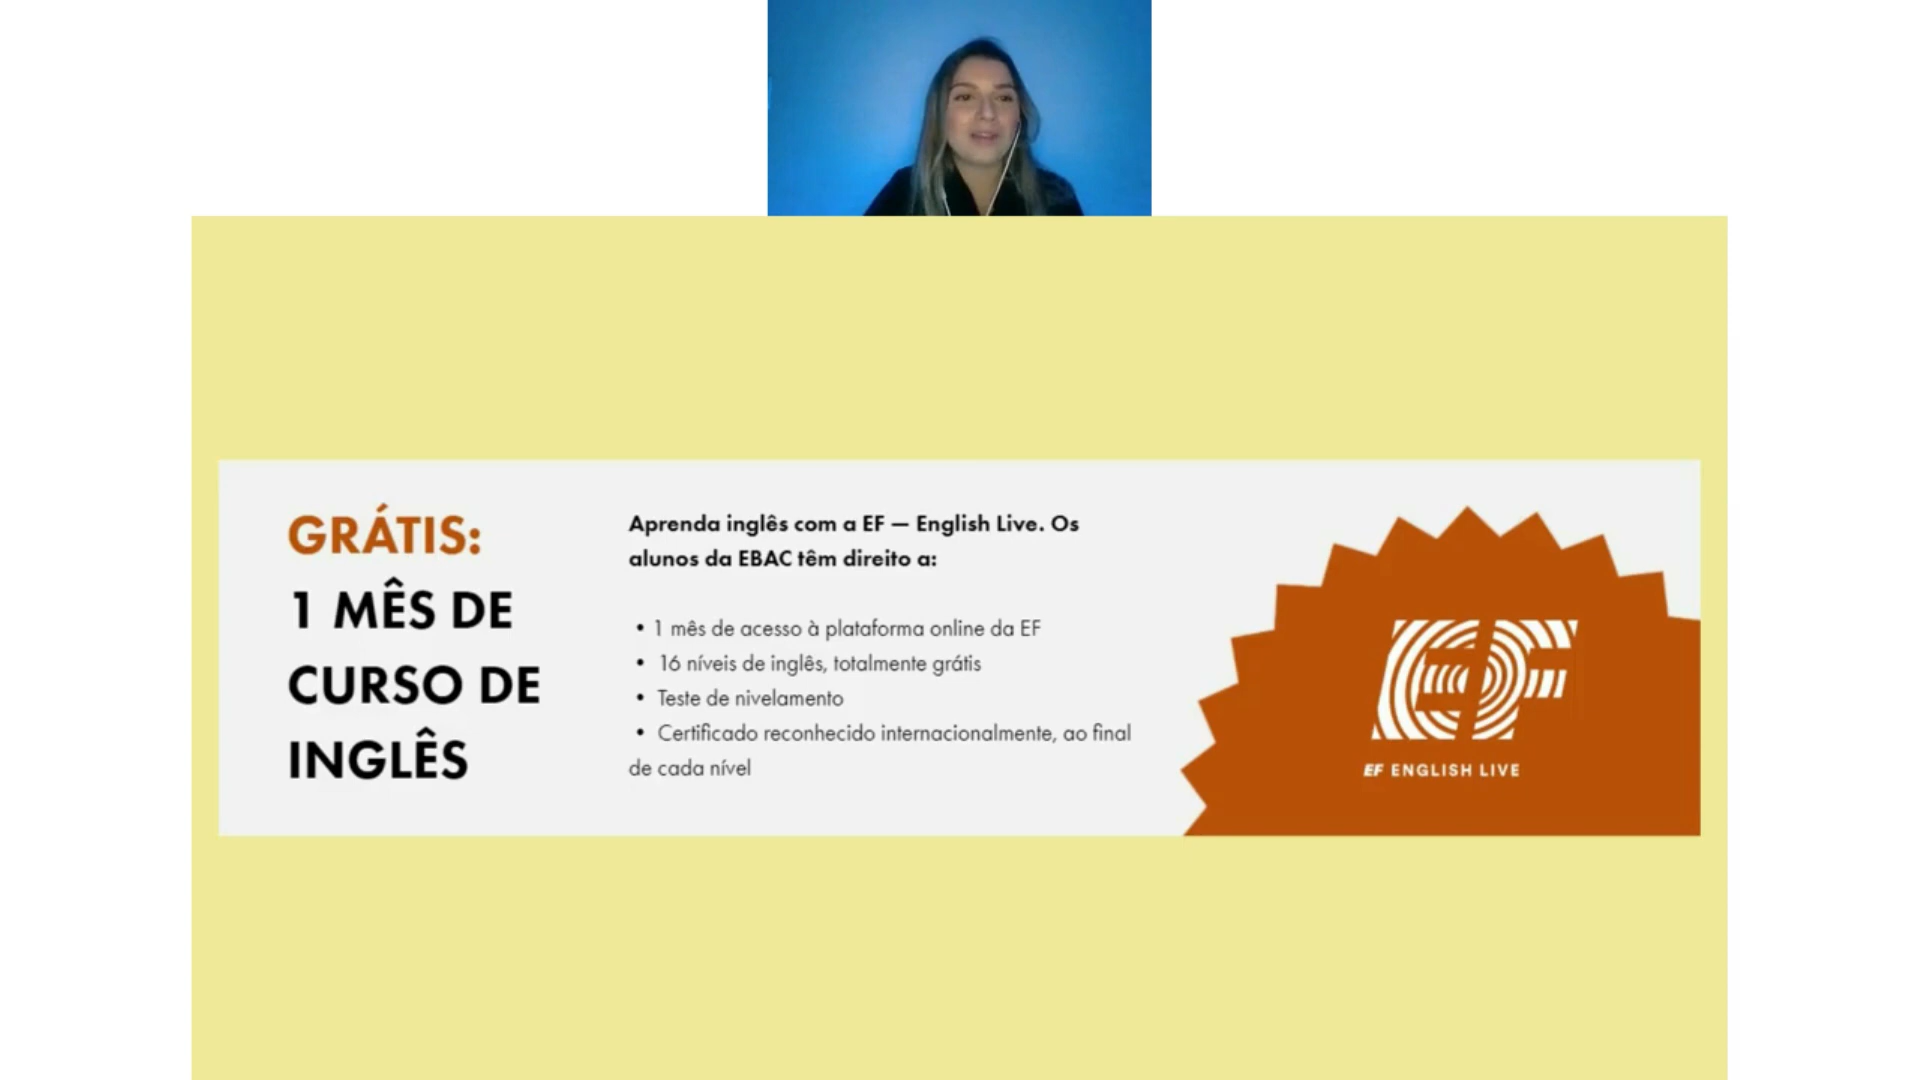 GRÁTIS:
1 MÊS DE
CURSO DE
INGLÊS
Aprenda inglês com a EF — English Live. Os
alunos da EBAC têm direito a:
• 1 mês de acesso à plataforma online da EF
• 16 níveis de inglês, totalmente grátis
• Teste de nivelamento
• Certificado reconhecido internacionalmente, ao final
de cada nível
EF
EF ENGLISH LIVE